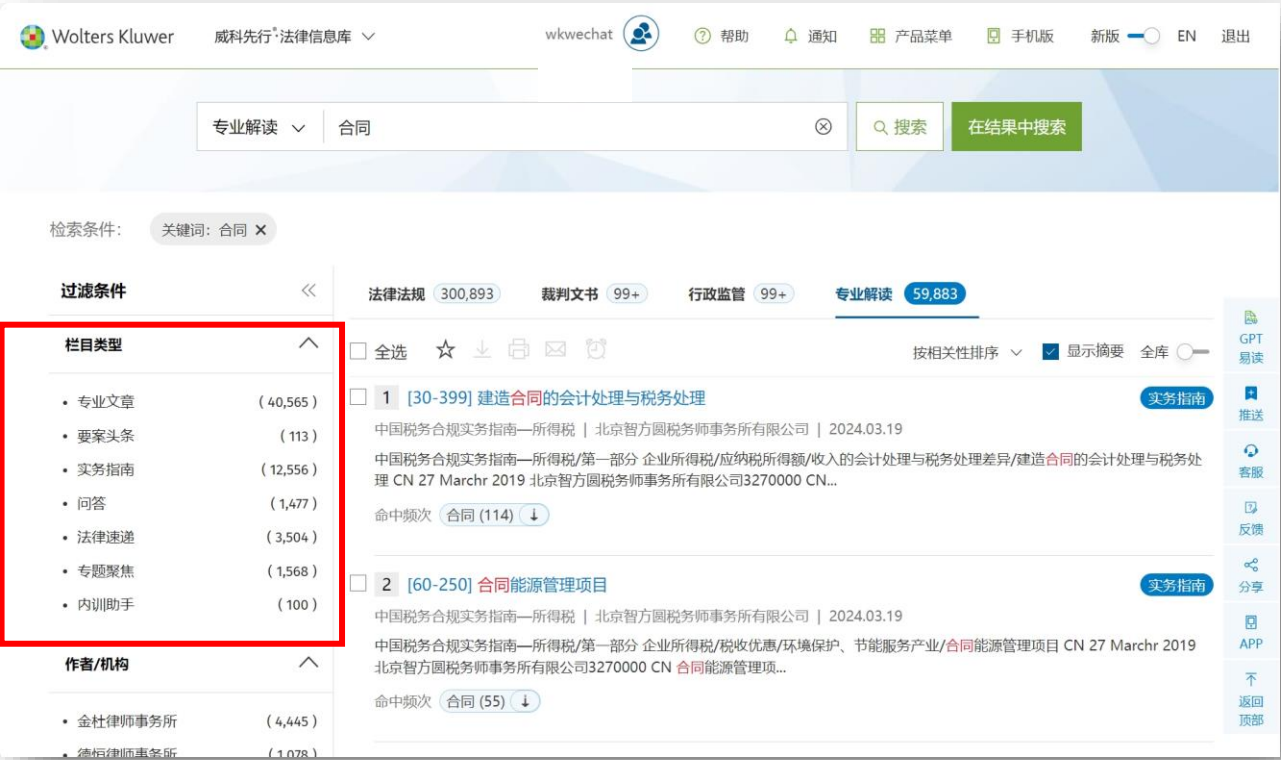 Wolters Kluwer 威科先行®·法律信息库 wkwechat 帮助 通知 产品菜单 手机版 新版 EN 退出
专业解读 合同 搜索 在结果中搜索
检索条件: 关键词: 合同 ×
过滤条件
栏目类型
• 专业文章 ( 40,565 )
• 要案头条 ( 113 )
• 实务指南 ( 12,556 )
• 问答 ( 1,477 )
• 法律速递 ( 3,504 )
• 专题聚焦 ( 1,568 )
• 内训助手 ( 100 )
作者/机构
• 金杜律师事务所 ( 4,445 )
• 德恒律师事务所 ( 1,078 )
法律法规 300,893 裁判文书 99+ 行政监管 99+ 专业解读 59,883
全选 按相关性排序 显示摘要 全库
1 [30-399] 建造合同的会计处理与税务处理 实务指南
中国税务合规实务指南—所得税 | 北京智方圆税务师事务所有限公司 | 2024.03.19
中国税务合规实务指南—所得税/第一部分 企业所得税/应纳税所得额/收入的会计处理与税务处理差异/建造合同的会计处理与税务处
理 CN 27 Marchr 2019 北京智方圆税务师事务所有限公司3270000 CN...
命中频次 合同 (114) ↓
2 [60-250] 合同能源管理项目 实务指南
中国税务合规实务指南—所得税 | 北京智方圆税务师事务所有限公司 | 2024.03.19
中国税务合规实务指南—所得税/第一部分 企业所得税/税收优惠/环境保护、节能服务产业/合同能源管理项目 CN 27 Marchr 2019
北京智方圆税务师事务所有限公司3270000 CN 合同能源管理项...
命中频次 合同 (55) ↓
GPT
易读
推送
客服
反馈
分享
APP
返回
顶部